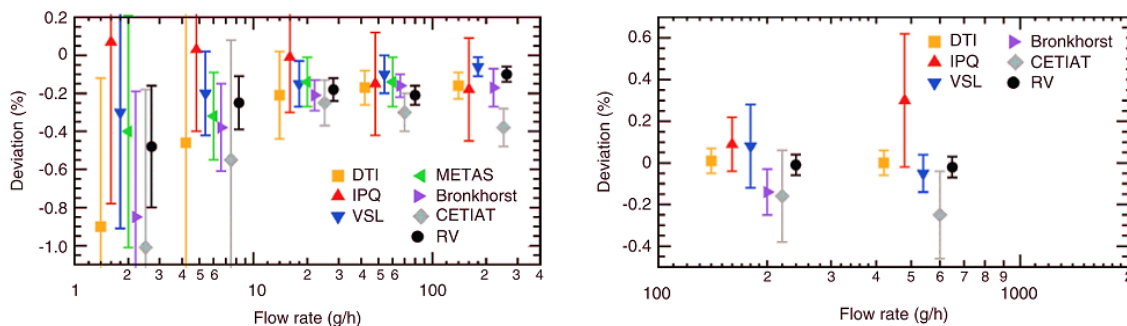 0.2
0
-0.2
-0.4
-0.6
-0.8
-1.0
Deviation (%)
DTI
IPQ
VSL
METAS
Bronkhorst
CETIAT
RV
2 3 4 5 6 8 2 3 4 5 6 8 2 3 4
1 10 100
Flow rate (g/h)
0.6
0.4
0.2
0
0.2
-0.4
Deviation (%)
DTI
IPQ
VSL
Bronkhorst
CETIAT
RV
2 3 4 5 6 7 8 9 2
100 1000
Flow rate (g/h)